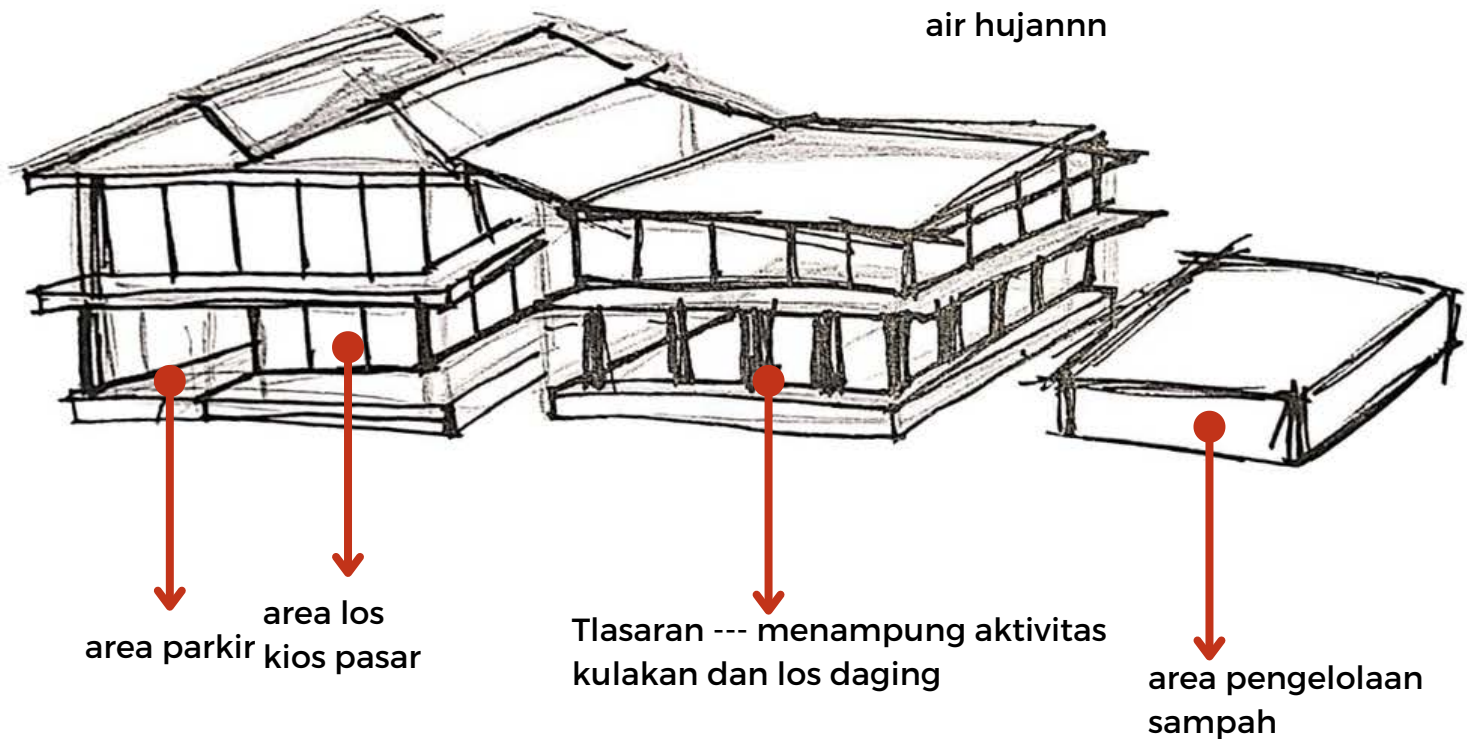 air hujannn
area parkir
area los
kios pasar
Tlasaran --- menampung aktivitas
kulakan dan los daging
area pengelolaan
sampah